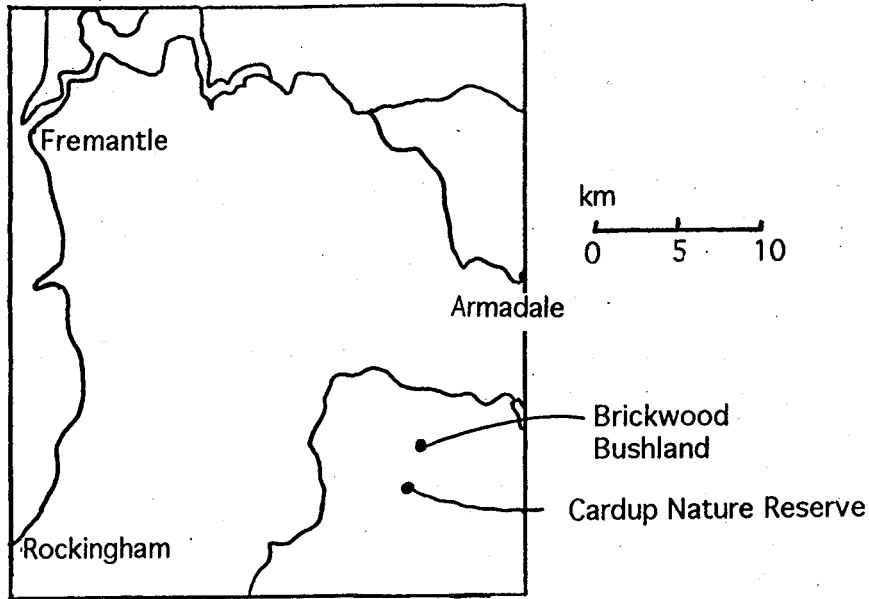 Fremantle
km
0 5 10
Armadale
Brickwood
Bushland
Cardup Nature Reserve
Rockingham